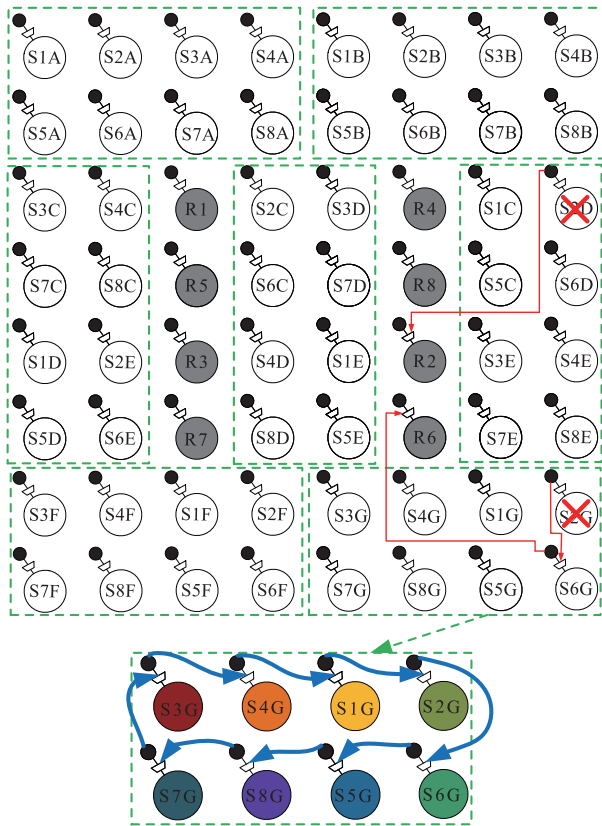 S1A S2A S3A S4A S1B S2B S3B S4B
S5A S6A S7A S8A S5B S6B S7B S8B
S3C S4C R1 S2C S3D R4 S1C S2D
S7C S8C R5 S6C S7D R8 S5C S6D
S1D S2E R3 S4D S1E R2 S3E S4E
S5D S6E R7 S8D S5E R6 S7E S8E
S3F S4F S1F S2F S3G S4G S1G S2G
S7F S8F S5F S6F S7G S8G S5G S6G
S3G S4G S1G S2G
S7G S8G S5G S6G